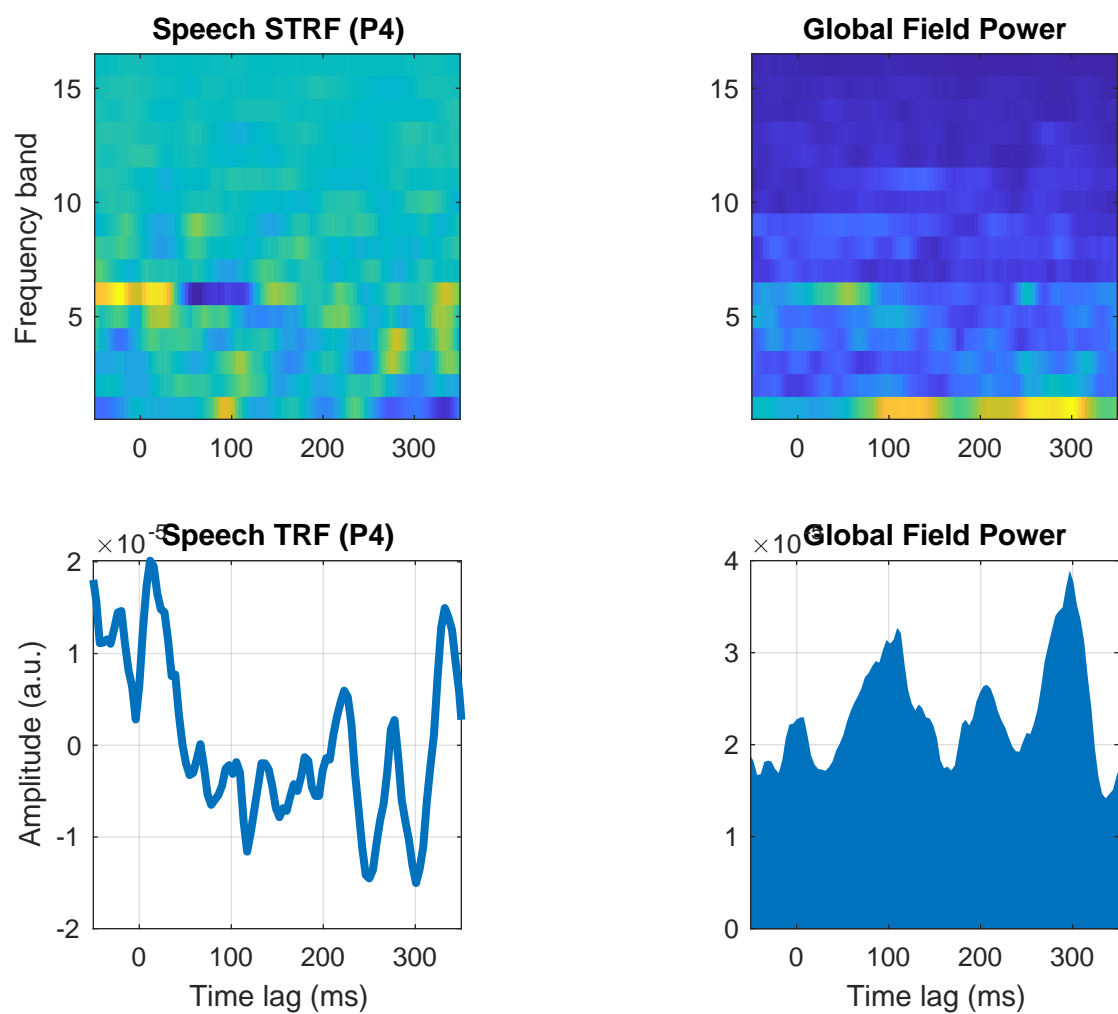 Speech STRF (P4)
Frequency band
15
10
5
0 100 200 300
Global Field Power
15
10
5
0 100 200 300
Speech TRF (P4)
×10⁻⁵
Amplitude (a.u.)
2
1
0
-1
-2
0 100 200 300
Time lag (ms)
Global Field Power
×10⁻⁵
4
3
2
1
0
0 100 200 300
Time lag (ms)